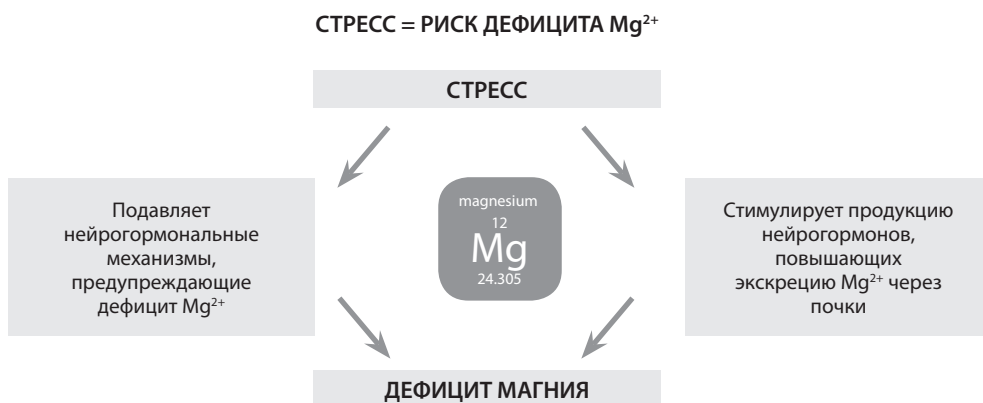 СТРЕСС = РИСК ДЕФИЦИТА Mg²⁺
СТРЕСС
Подавляет
нейрогормональные
механизмы,
предупреждающие
дефицит Mg²⁺
magnesium
12
Mg
24.305
Стимулирует продукцию
нейрогормонов,
повышающих
экскрецию Mg²⁺ через
почки
ДЕФИЦИТ МАГНИЯ